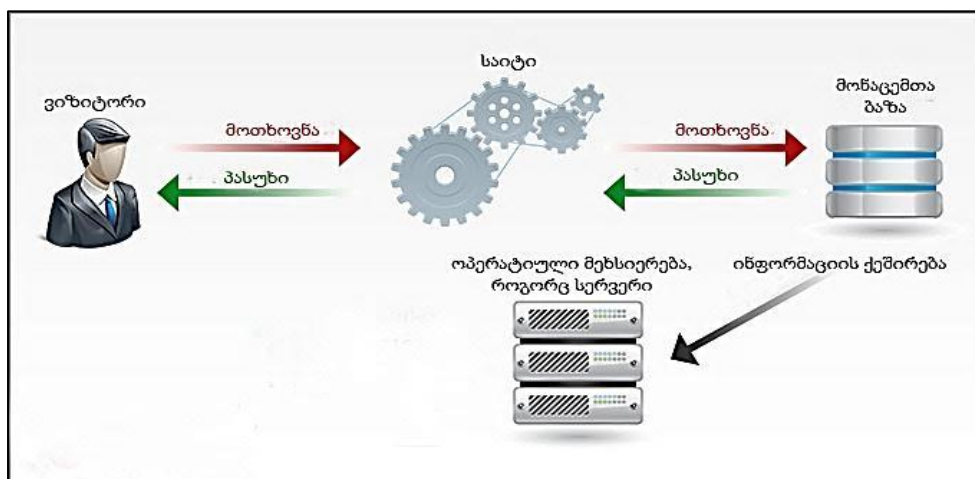 საიტი
ვიზიტორი
მონაცემთა
ბაზა
მოთხოვნა
მოთხოვნა
პასუხი
პასუხი
ოპერატიული მეხსიერება,
როგორც სერვერი
ინფორმაციის ქეშირება